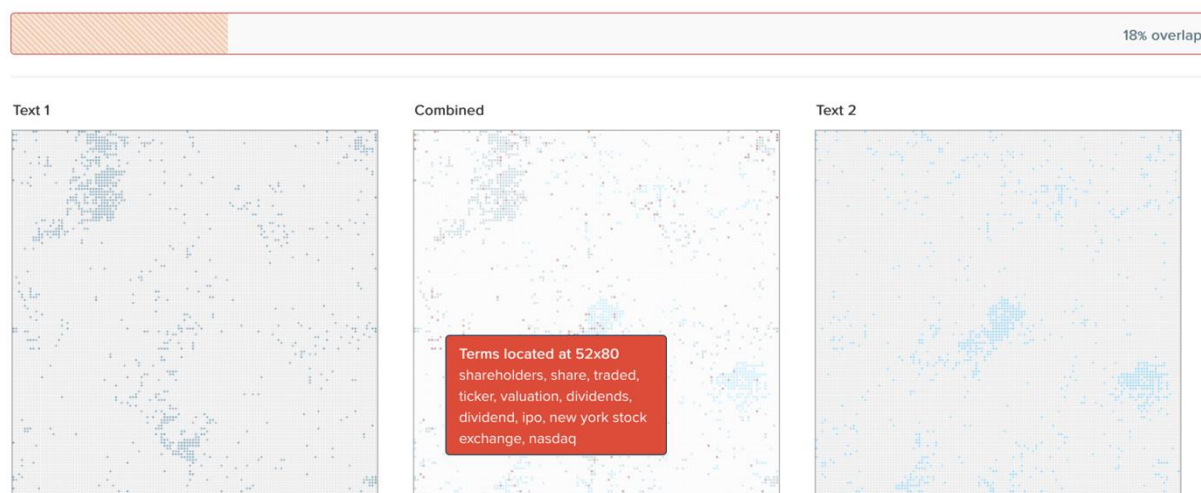 18% overlap
Text 1
Combined
Text 2
Terms located at 52x80
shareholders, share, traded,
ticker, valuation, dividends,
dividend, ipo, new york stock
exchange, nasdaq